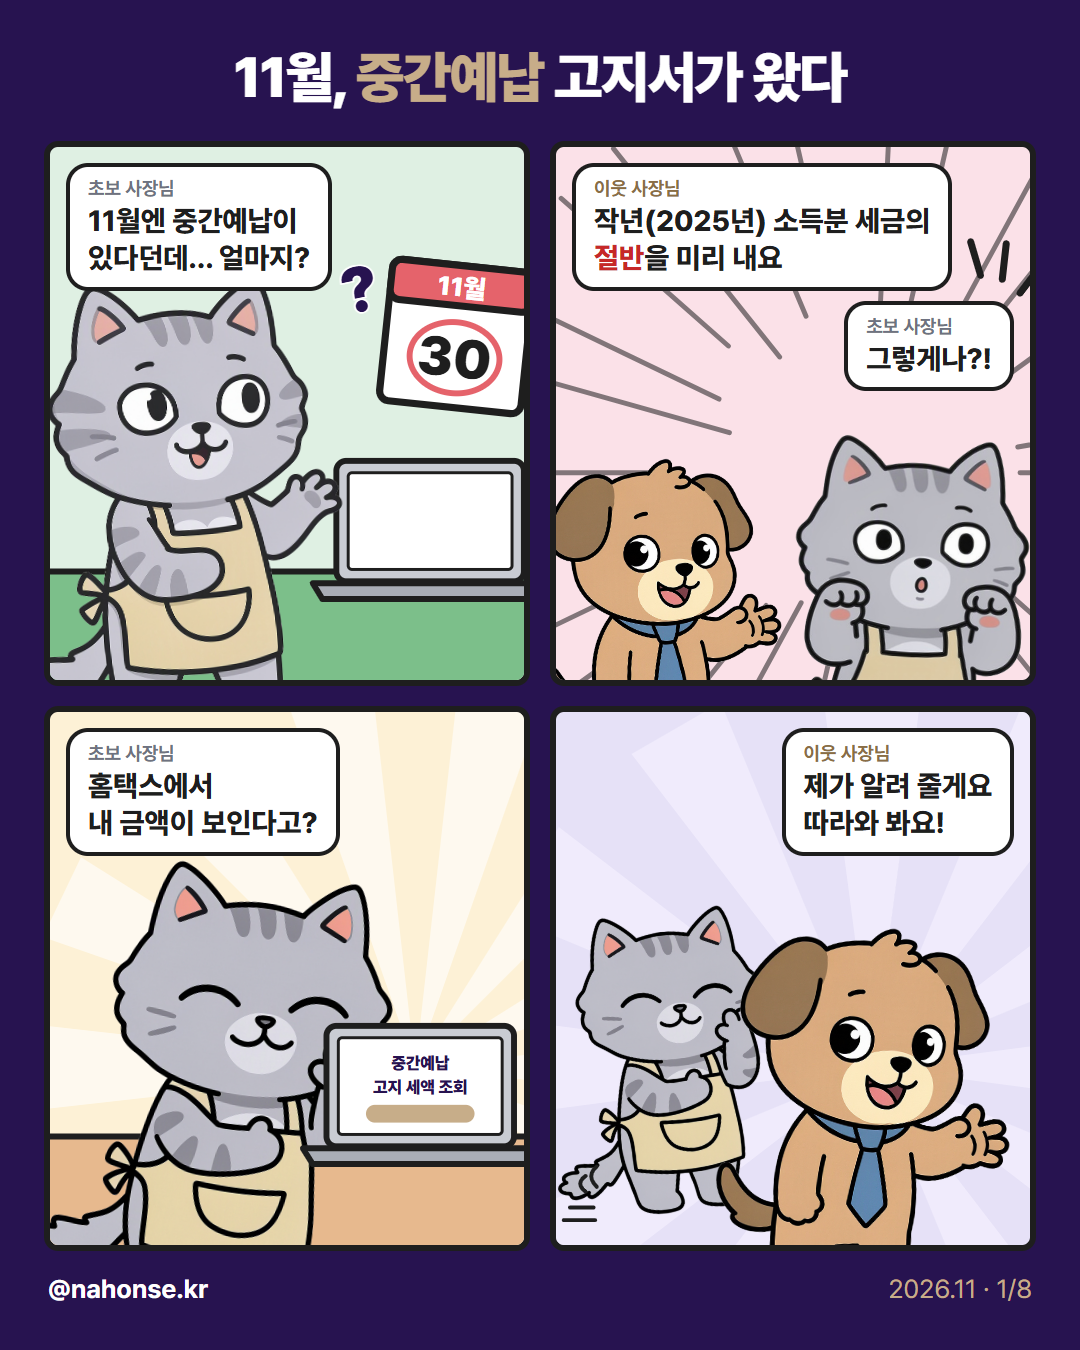 11월, 중간예납 고지서가 왔다
초보 사장님
11월엔 중간예납이
있다던데... 얼마지?
?
11월
30
이웃 사장님
작년(2025년) 소득분 세금의
절반을 미리 내요
초보 사장님
그렇게나?!
초보 사장님
홈택스에서
내 금액이 보인다고?
중간예납
고지 세액 조회
이웃 사장님
제가 알려 줄게요
따라와 봐요!
@nahonse.kr
2026.11 · 1/8